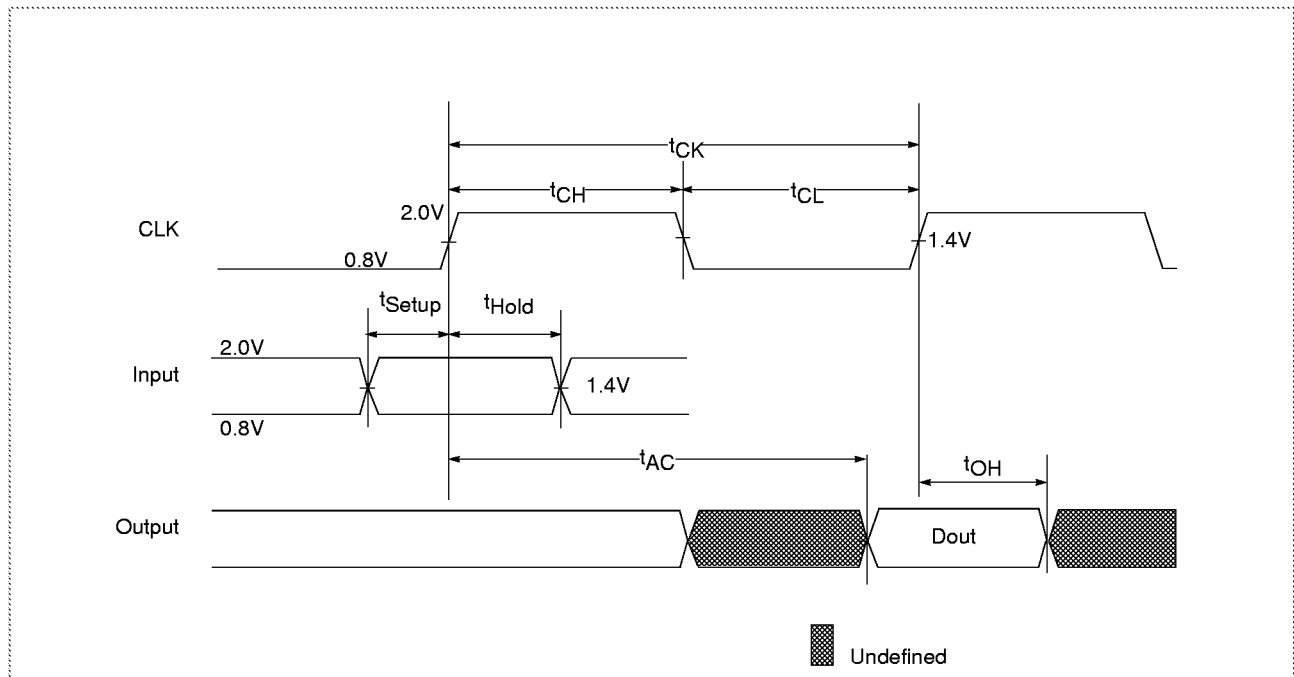 tCK
tCH
tCL
2.0V
CLK
1.4V
0.8V
tSetup
tHold
2.0V
Input
1.4V
0.8V
tAC
tOH
Output
Dout
Undefined